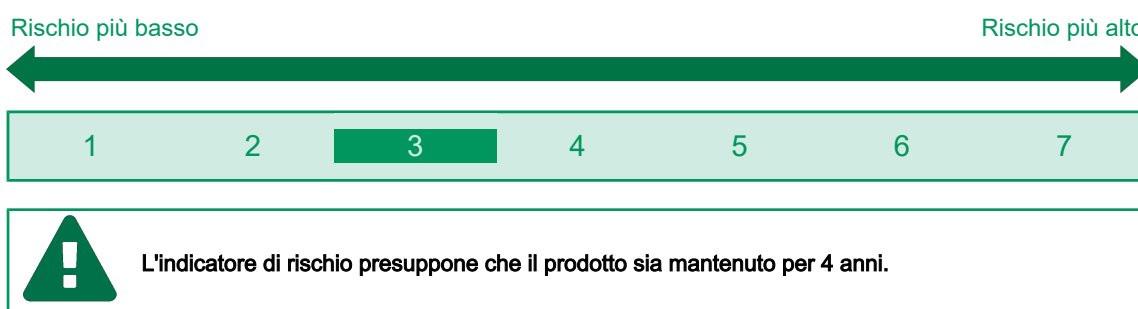 Rischio più basso Rischio più alto
1 2 3 4 5 6 7
L'indicatore di rischio presuppone che il prodotto sia mantenuto per 4 anni.